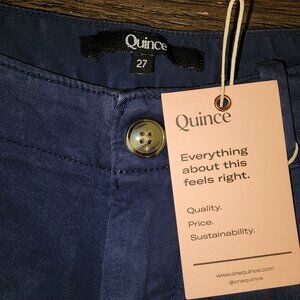 Quince
27
Quince
Everything
about this
feels right.
Quality.
Price.
Sustainability.
www.onequince.com
@onequince